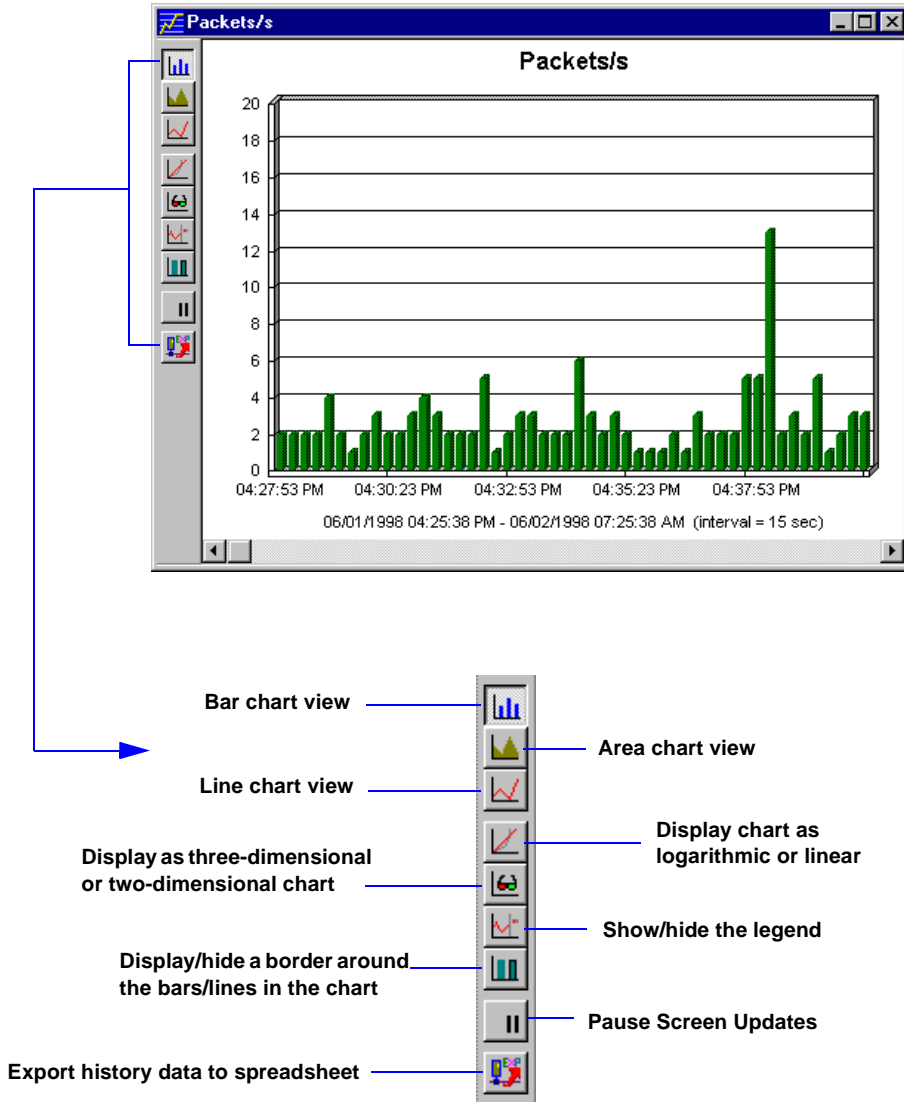 Packets/s
Packets/s
20
18
16
14
12
10
8
6
4
2
0
04:27:53 PM 04:30:23 PM 04:32:53 PM 04:35:23 PM 04:37:53 PM
06/01/1998 04:25:38 PM - 06/02/1998 07:25:38 AM (interval = 15 sec)
Bar chart view
Area chart view
Line chart view
Display chart as
logarithmic or linear
Display as three-dimensional
or two-dimensional chart
Show/hide the legend
Display/hide a border around
the bars/lines in the chart
Pause Screen Updates
Export history data to spreadsheet